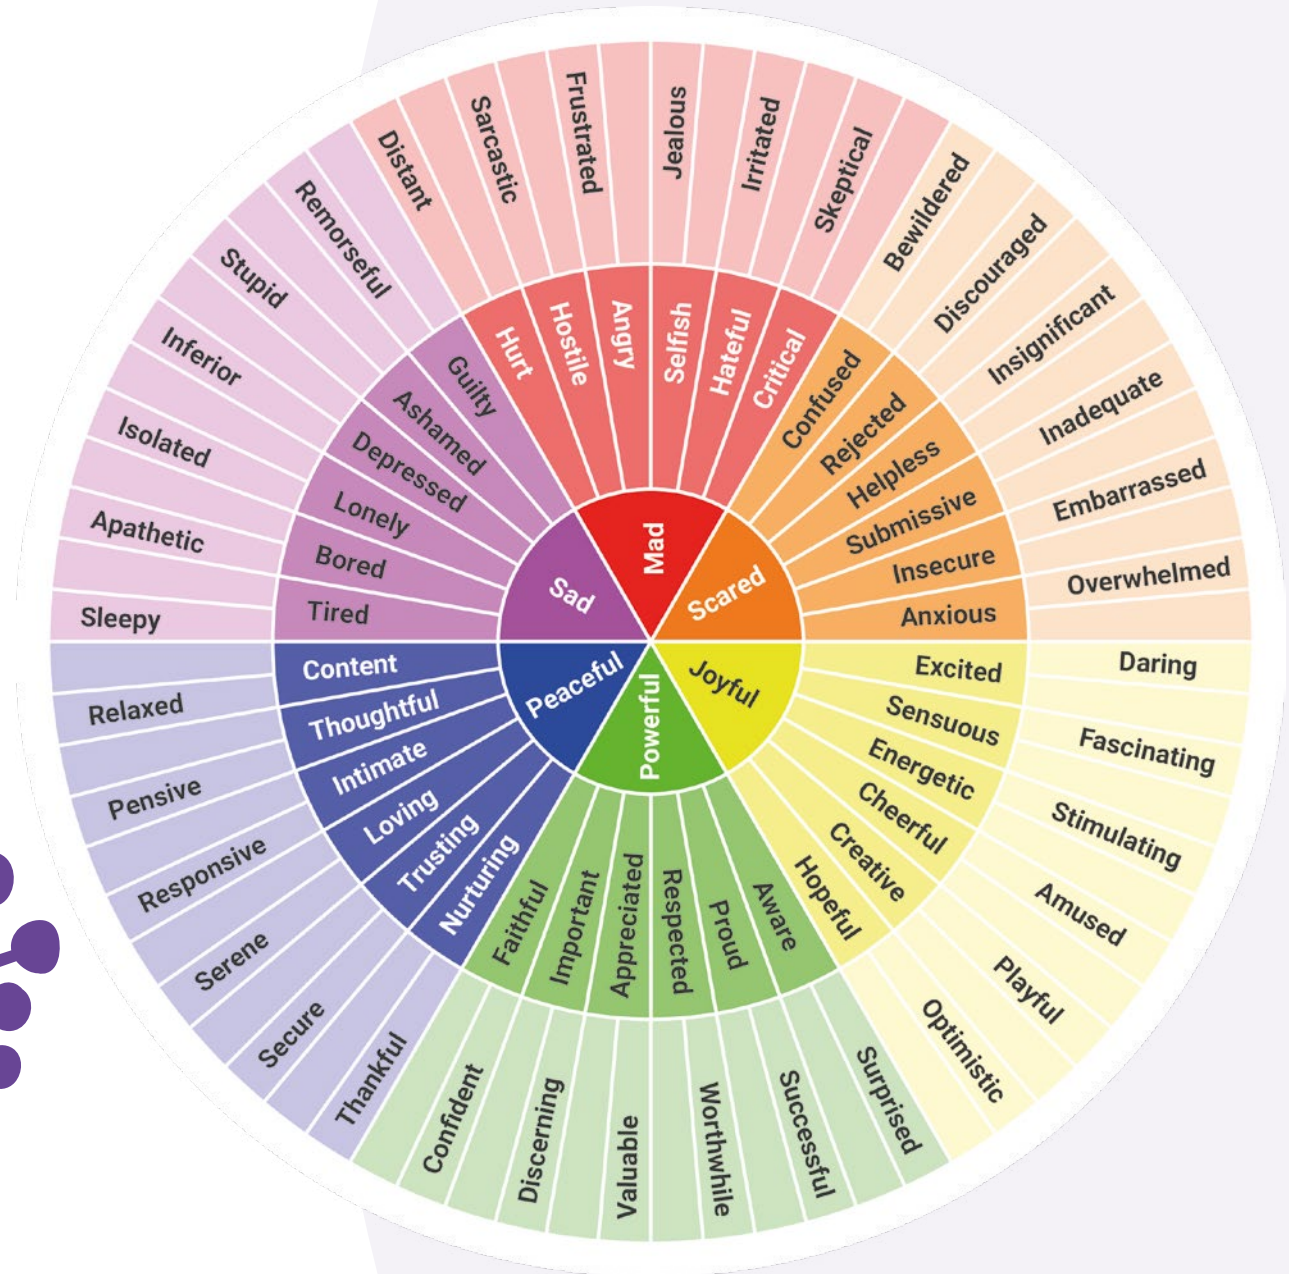 Mad
Scared
Joyful
Powerful
Peaceful
Sad
Hurt
Hostile
Angry
Selfish
Hateful
Critical
Confused
Rejected
Helpless
Submissive
Insecure
Anxious
Excited
Sensuous
Energetic
Cheerful
Creative
Hopeful
Aware
Proud
Respected
Appreciated
Important
Faithful
Nurturing
Trusting
Loving
Intimate
Thoughtful
Content
Tired
Bored
Lonely
Depressed
Ashamed
Guilty
Distant
Sarcastic
Frustrated
Jealous
Irritated
Skeptical
Bewildered
Discouraged
Insignificant
Inadequate
Embarrassed
Overwhelmed
Daring
Fascinating
Stimulating
Amused
Playful
Optimistic
Surprised
Successful
Worthwhile
Valuable
Discerning
Confident
Thankful
Secure
Serene
Responsive
Pensive
Relaxed
Sleepy
Apathetic
Isolated
Inferior
Stupid
Remorseful